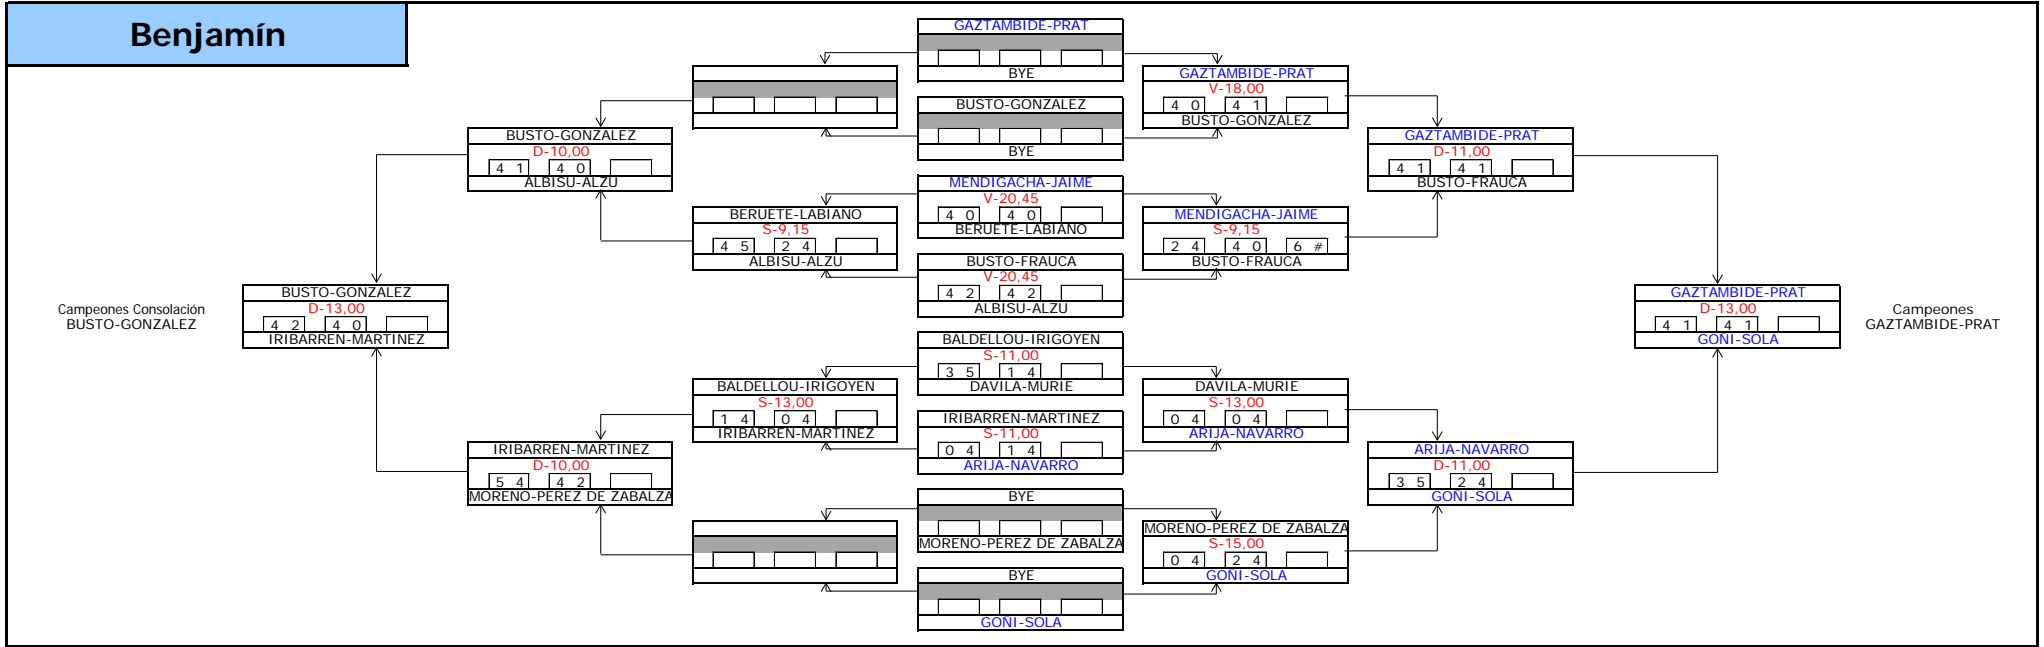 Benjamín
GAZTAMBIDE-PRAT
BYE
BUSTO-GONZALEZ
BYE
MENDIGACHA-JAIME
V-20,45
4 0 4 0
BERUETE-LABIANO
BUSTO-FRAUCA
V-20,45
4 2 4 2
ALBISU-ALZU
BALDELLOU-IRIGOYEN
S-11,00
3 5 1 4
DAVILA-MURIE
IRIBARREN-MARTINEZ
S-11,00
0 4 1 4
ARIJA-NAVARRO
BYE
MORENO-PEREZ DE ZABALZA
BYE
GOÑI-SOLA
GAZTAMBIDE-PRAT
V-18,00
4 0 4 1
BUSTO-GONZALEZ
MENDIGACHA-JAIME
S-9,15
2 4 4 0 6 #
BUSTO-FRAUCA
DAVILA-MURIE
S-13,00
0 4 0 4
ARIJA-NAVARRO
MORENO-PEREZ DE ZABALZA
S-15,00
0 4 2 4
GOÑI-SOLA
GAZTAMBIDE-PRAT
D-11,00
4 1 4 1
BUSTO-FRAUCA
ARIJA-NAVARRO
D-11,00
3 5 2 4
GOÑI-SOLA
GAZTAMBIDE-PRAT
D-13,00
4 1 4 1
GOÑI-SOLA
Campeones
GAZTAMBIDE-PRAT
BERUETE-LABIANO
S-9,15
4 5 2 4
ALBISU-ALZU
BALDELLOU-IRIGOYEN
S-13,00
1 4 0 4
IRIBARREN-MARTINEZ
BUSTO-GONZALEZ
D-10,00
4 1 4 0
ALBISU-ALZU
IRIBARREN-MARTINEZ
D-10,00
5 4 4 2
MORENO-PEREZ DE ZABALZA
BUSTO-GONZALEZ
D-13,00
4 2 4 0
IRIBARREN-MARTINEZ
Campeones Consolación
BUSTO-GONZALEZ